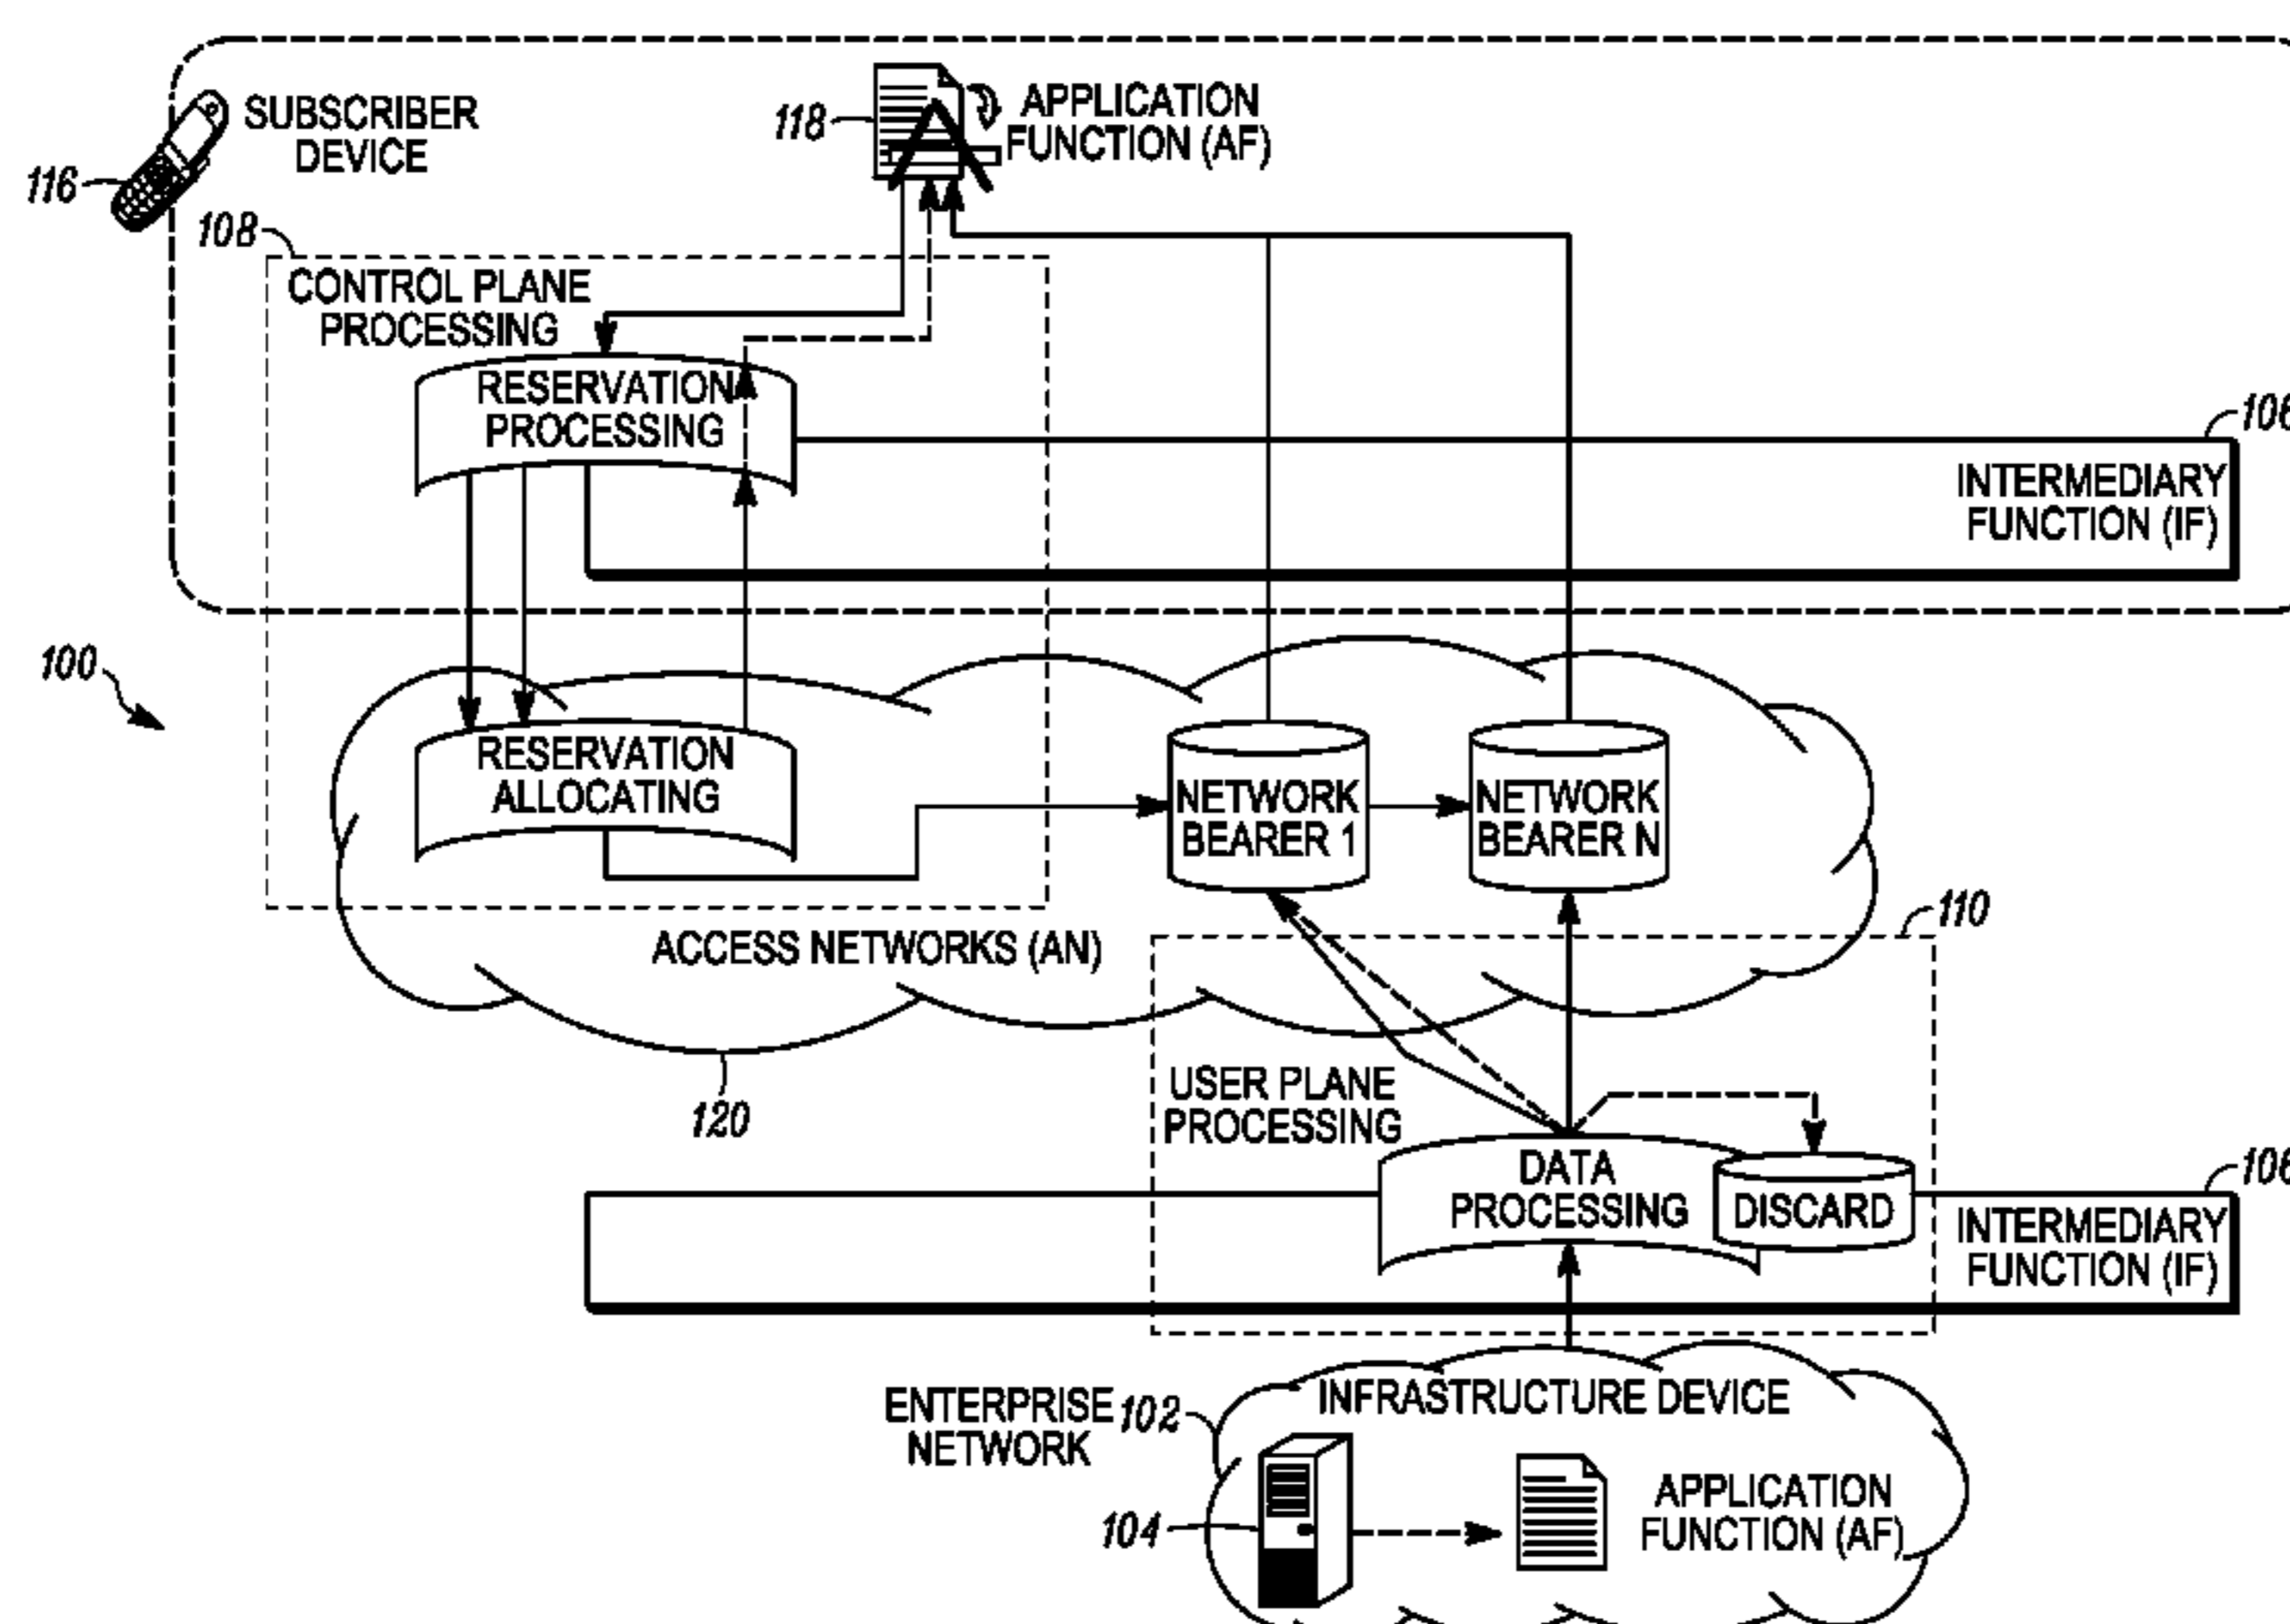 SUBSCRIBER
DEVICE
116
118
APPLICATION
FUNCTION (AF)
108
CONTROL PLANE
PROCESSING
RESERVATION
PROCESSING
106
INTERMEDIARY
FUNCTION (IF)
100
RESERVATION
ALLOCATING
NETWORK
BEARER 1
NETWORK
BEARER N
110
ACCESS NETWORKS (AN)
120
USER PLANE
PROCESSING
DATA
PROCESSING
DISCARD
106
INTERMEDIARY
FUNCTION (IF)
ENTERPRISE
NETWORK
102
INFRASTRUCTURE DEVICE
104
APPLICATION
FUNCTION (AF)